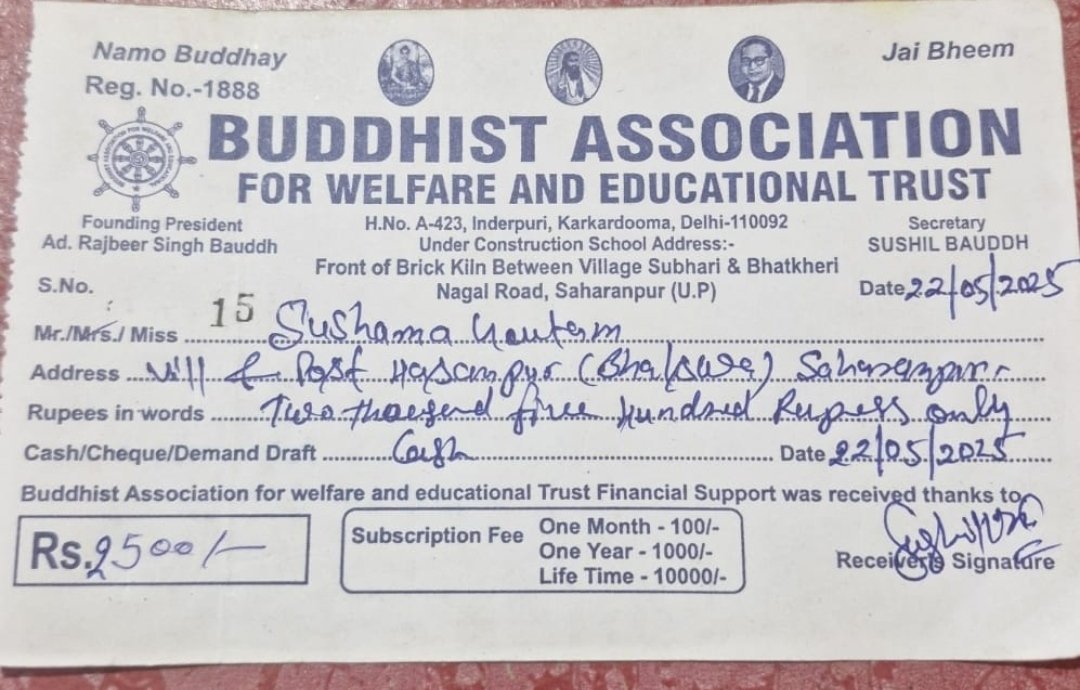 Namo Buddhay
Jai Bheem
Reg. No.-1888
BUDDHIST ASSOCIATION
FOR WELFARE AND EDUCATIONAL TRUST
Founding President
Ad. Rajbeer Singh Bauddh
H.No. A-423, Inderpuri, Karkardooma, Delhi-110092
Under Construction School Address:-
Front of Brick Kiln Between Village Subhari & Bhatkheri
Nagal Road, Saharanpur (U.P)
Secretary
SUSHIL BAUDDH
S.No. 15
Date 22/05/2025
Mr./Mrs./ Miss Sushama Gautam
Address Vill & Post Hasanpur (Bhalswa) Saharanpur
Rupees in words Two thousend five hundred Rupess only
Cash/Cheque/Demand Draft Cash Date 22/05/2025
Buddhist Association for welfare and educational Trust Financial Support was received thanks to
Rs. 2500/-
Subscription Fee
One Month - 100/-
One Year - 1000/-
Life Time - 10000/-
Receiver's Signature